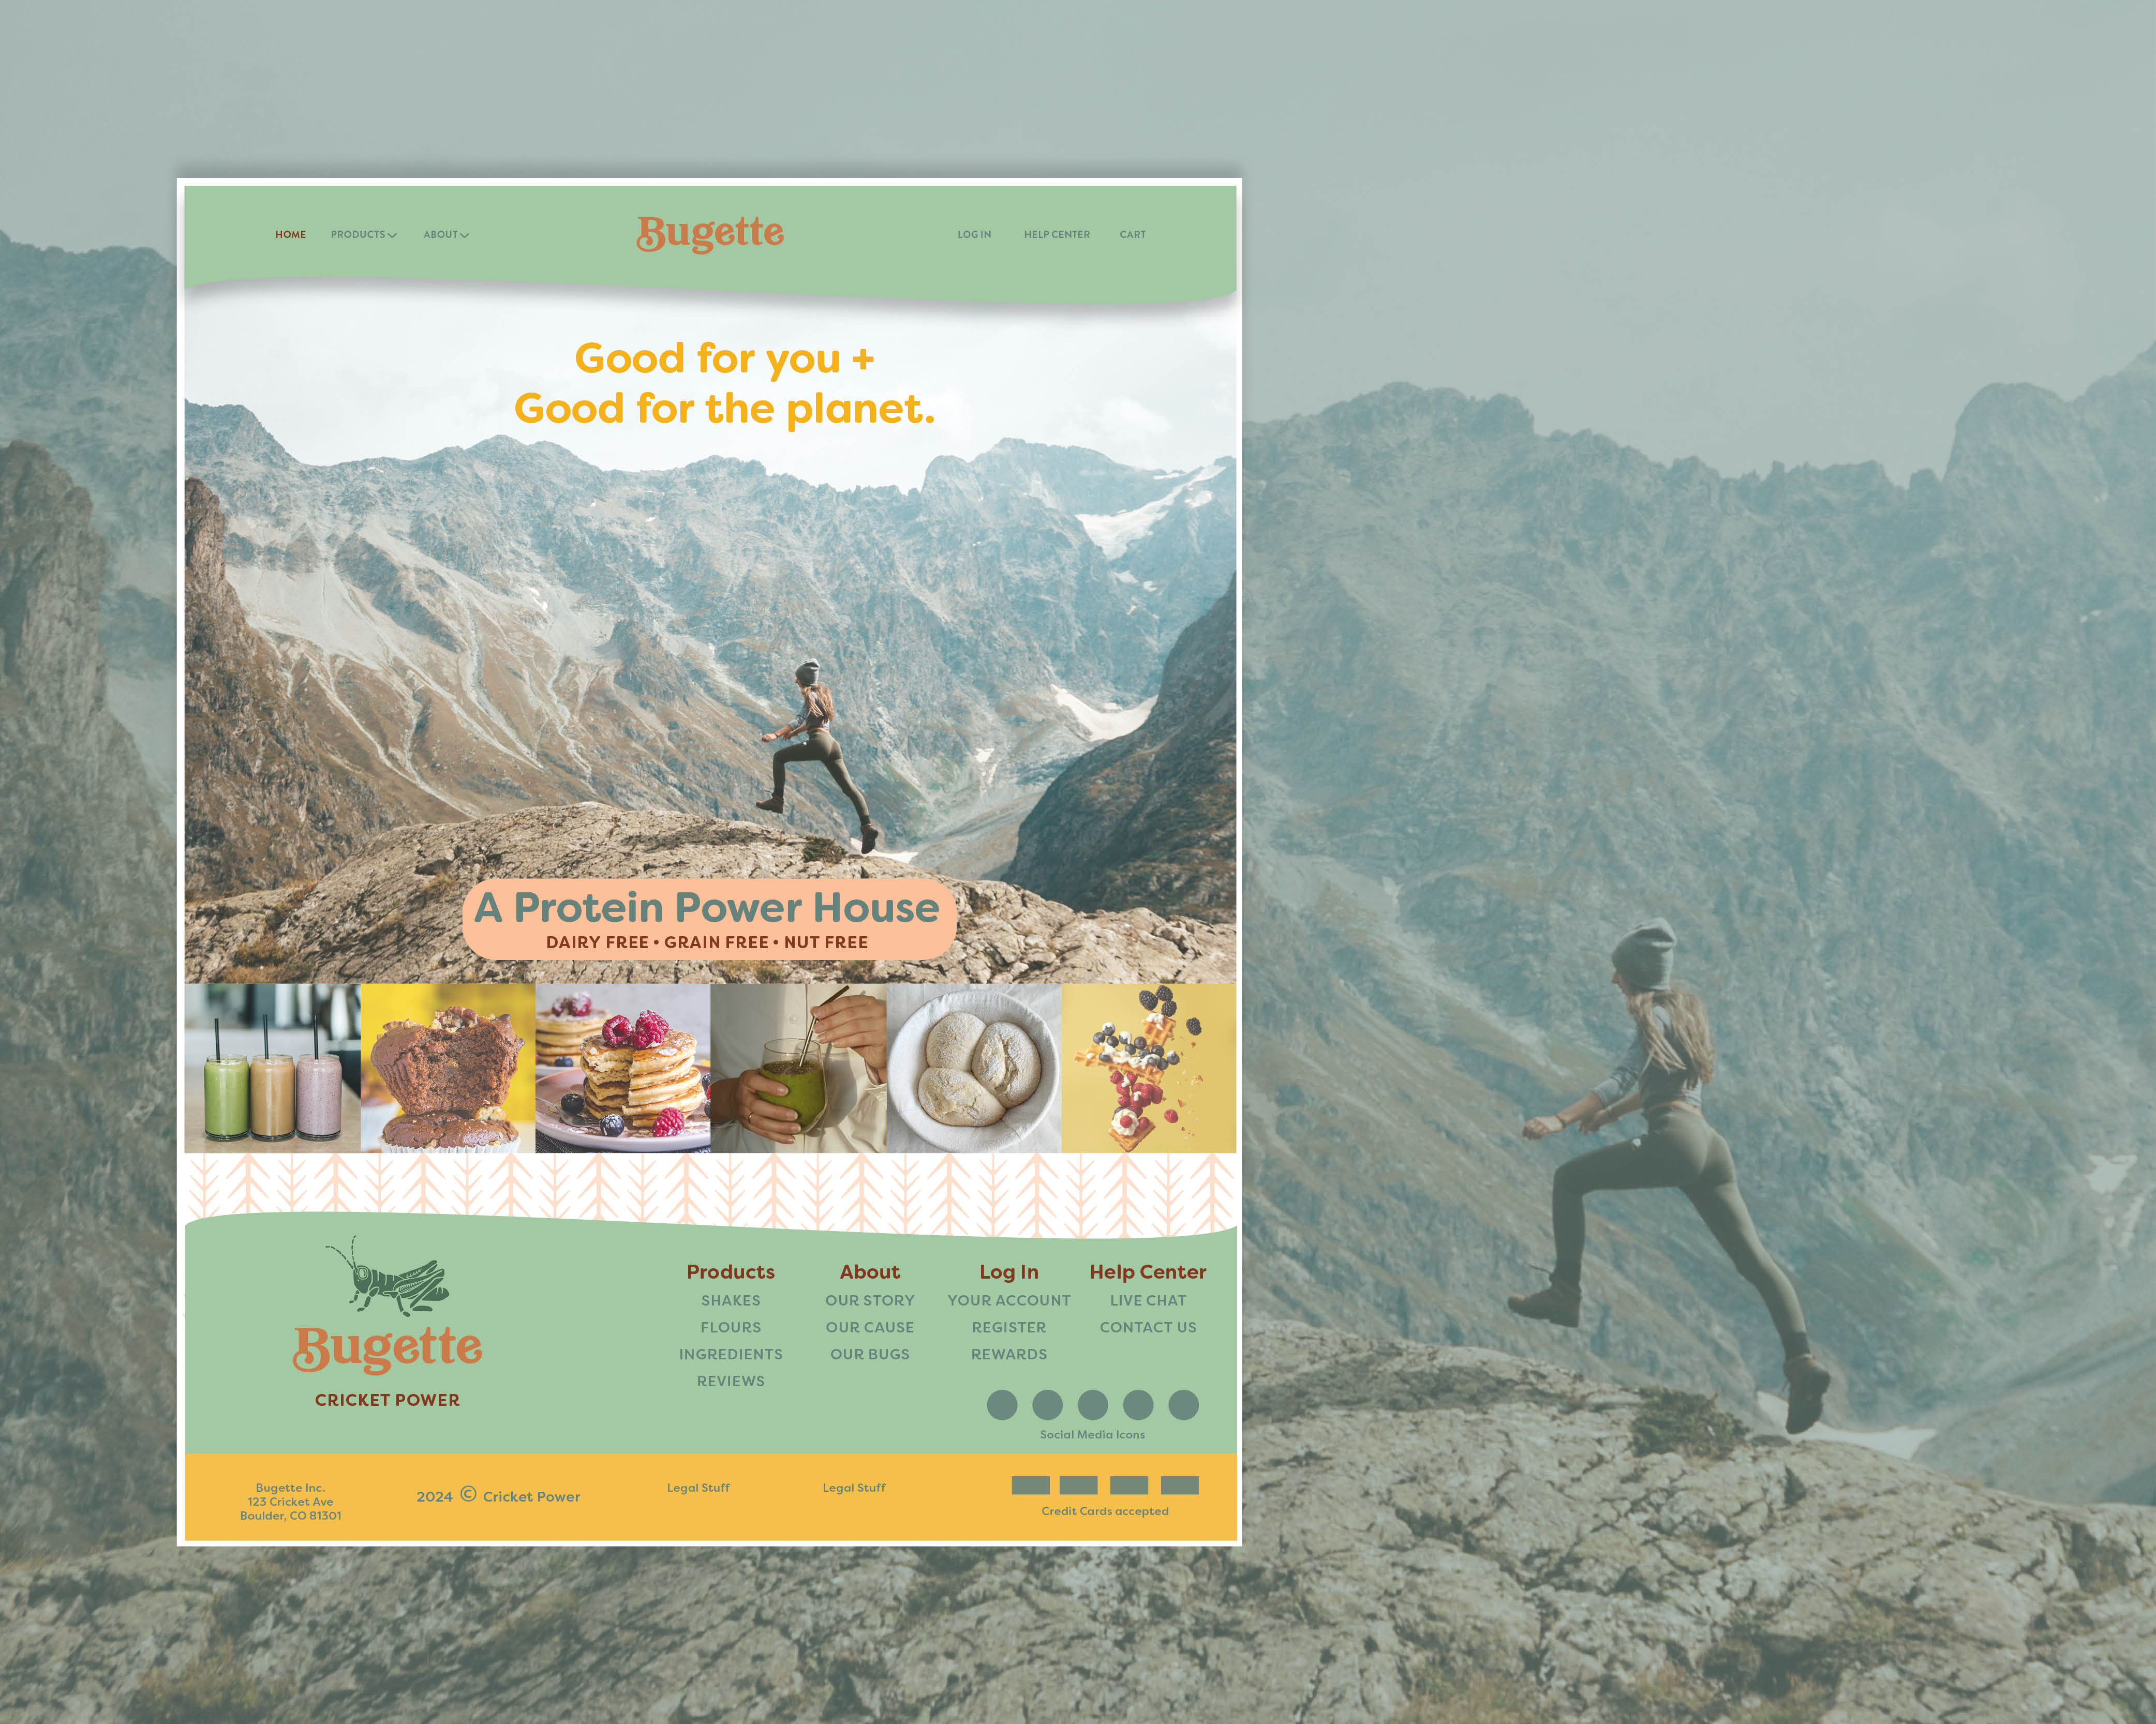 HOME PRODUCTS ABOUT Bugette LOG IN HELP CENTER CART
Good for you +
Good for the planet.
A Protein Power House
DAIRY FREE • GRAIN FREE • NUT FREE
Bugette
CRICKET POWER
Products
SHAKES
FLOURS
INGREDIENTS
REVIEWS
About
OUR STORY
OUR CAUSE
OUR BUGS
Log In
YOUR ACCOUNT
REGISTER
REWARDS
Help Center
LIVE CHAT
CONTACT US
Social Media Icons
Bugette Inc.
123 Cricket Ave
Boulder, CO 81301
2024 © Cricket Power
Legal Stuff
Legal Stuff
Credit Cards accepted